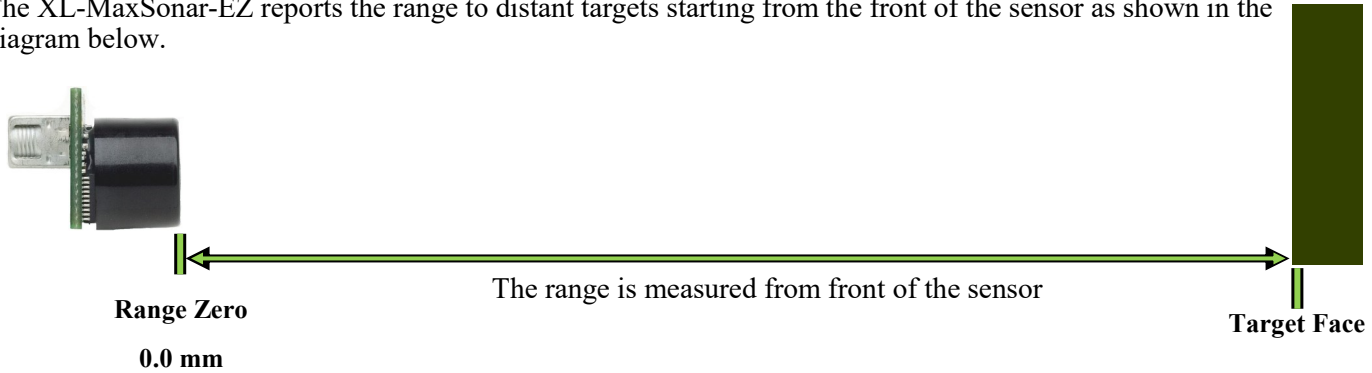 The XL-MaxSonar-EZ reports the range to distant targets starting from the front of the sensor as shown in the
diagram below.
The range is measured from front of the sensor
Range Zero
Target Face
0.0 mm